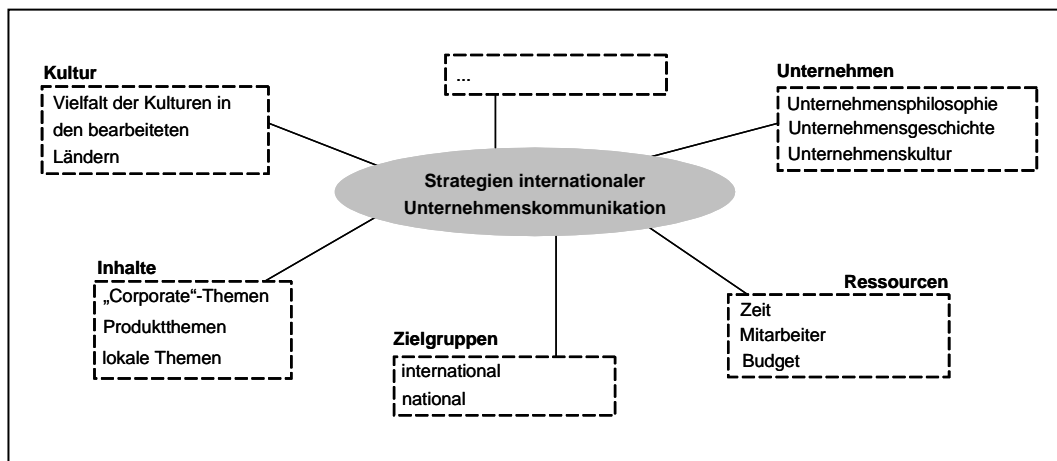 Kultur
Vielfalt der Kulturen in
den bearbeiteten
Ländern
...
Unternehmen
Unternehmensphilosophie
Unternehmensgeschichte
Unternehmenskultur
Strategien internationaler
Unternehmenskommunikation
Inhalte
„Corporate“-Themen
Produktthemen
lokale Themen
Zielgruppen
international
national
Ressourcen
Zeit
Mitarbeiter
Budget